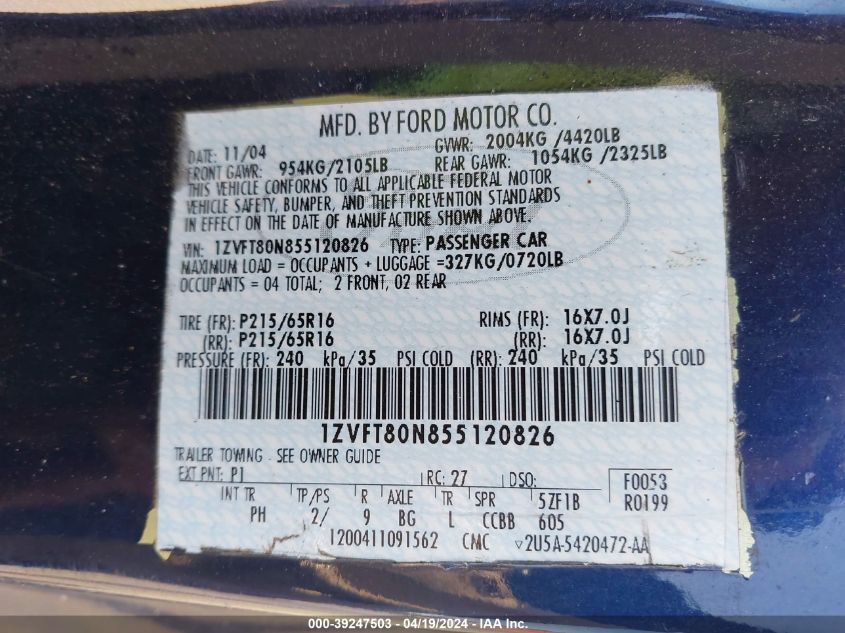 MFD. BY FORD MOTOR CO.
DATE: 11/04 GVWR: 2004KG /4420LB
FRONT GAWR: 954KG/2105LB REAR GAWR: 1054KG /2325LB
THIS VEHICLE CONFORMS TO ALL APPLICABLE FEDERAL MOTOR
VEHICLE SAFETY, BUMPER, AND THEFT PREVENTION STANDARDS
IN EFFECT ON THE DATE OF MANUFACTURE SHOWN ABOVE.
VIN: 1ZVFT80N855120826 TYPE: PASSENGER CAR
MAXIMUM LOAD = OCCUPANTS + LUGGAGE =327KG/0720LB
OCCUPANTS = 04 TOTAL; 2 FRONT, 02 REAR
TIRE (FR): P215/65R16 RIMS (FR): 16X7.0J
(RR): P215/65R16 (RR): 16X7.0J
PRESSURE (FR): 240 kPa/35 PSI COLD (RR): 240 kPa/35 PSI COLD
1ZVFT80N855120826
TRAILER TOWING - SEE OWNER GUIDE
EXT PNT: P1 RC: 27 DSO: F0053
INT TR TP/PS R AXLE TR SPR 5ZF1B R0199
PH 2/ 9 BG L CCBB 605
1200411091562 CMC ▽2U5A-5420472-AA
000-39247503 - 04/19/2024 - IAA Inc.